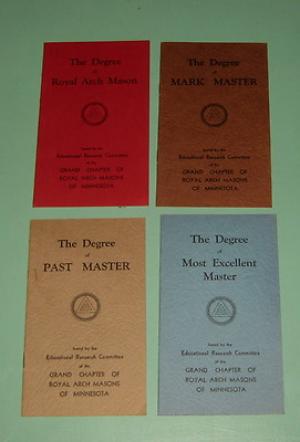 The Degree
of
Royal Arch Mason
Issued by the
Educational Research Committee
of the
GRAND CHAPTER OF
ROYAL ARCH MASONS
OF MINNESOTA
The Degree
of
MARK MASTER
Issued by the
Educational Research Committee
of the
GRAND CHAPTER OF
ROYAL ARCH MASONS
OF MINNESOTA
The Degree
of
PAST MASTER
Issued by the
Educational Research Committee
of the
GRAND CHAPTER OF
ROYAL ARCH MASONS
OF MINNESOTA
The Degree
of
Most Excellent
Master
Issued by the
Educational Research Committee
of the
GRAND CHAPTER OF
ROYAL ARCH MASONS
OF MINNESOTA